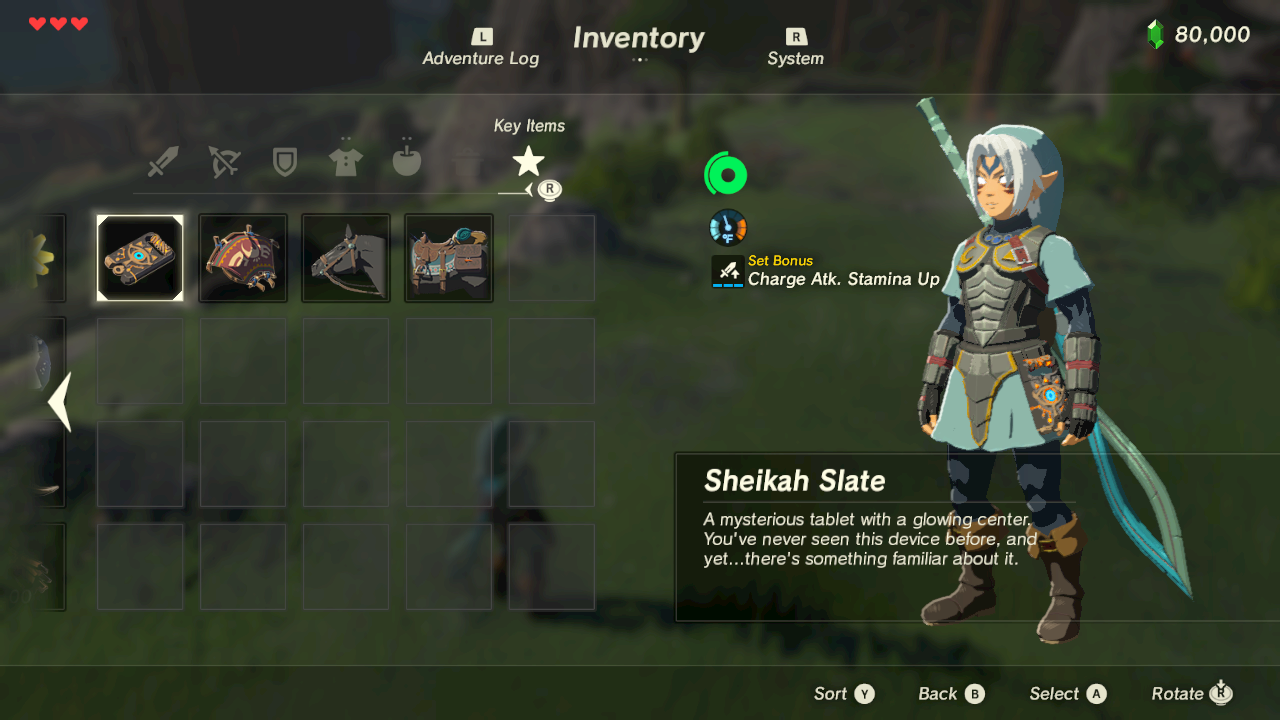 L
Adventure Log
Inventory
R
System
80,000
Key Items
R
°F
Set Bonus
Charge Atk. Stamina Up
Sheikah Slate
A mysterious tablet with a glowing center.
You've never seen this device before, and
yet...there's something familiar about it.
Sort Y
Back B
Select A
Rotate R